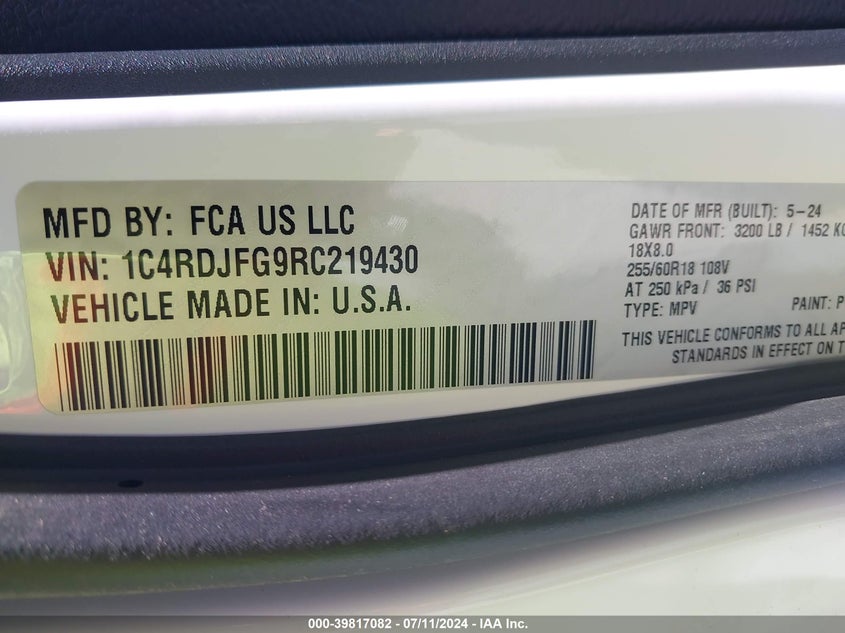 MFD BY: FCA US LLC
VIN: 1C4RDJFG9RC219430
VEHICLE MADE IN: U.S.A.
DATE OF MFR (BUILT): 5-24
GAWR FRONT: 3200 LB / 1452 KG
18X8.0
255/60R18 108V
AT 250 kPa / 36 PSI
TYPE: MPV PAINT: P
THIS VEHICLE CONFORMS TO ALL AP
STANDARDS IN EFFECT ON T
000-39817082 - 07/11/2024 - IAA Inc.